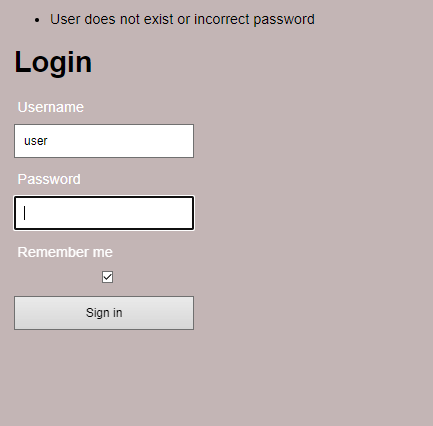 User does not exist or incorrect password
Login
Username
user
Password
Remember me
Sign in